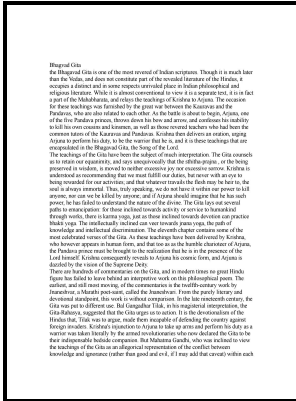 Bhagvad Gita
the Bhagavad Gita is one of the most revered of Indian scriptures. Though it is much later
than the Vedas, and does not constitute part of the revealed literature of the Hindus, it
occupies a distinct and in some respects unrivaled place in Indian philosophical and
religious literature. While it is almost conventional to view it is a separate text, it is in fact
a part of the Mahabharata, and relays the teachings of Krishna to Arjuna. The occasion
for these teachings was furnished by the great war between the Kauravas and the
Pandavas, who are also related to each other. As the battle is about to begin, Arjuna, one
of the five Pandava princes, throws down his bow and arrow, and confesses his inability
to kill his own cousins and kinsmen, as well as those revered teachers who had been the
common tutors of the Kauravas and Pandavas. Krishna then delivers an oration, urging
Arjuna to perform his duty, to be the warrior that he is, and it is these teachings that are
encapsulated in the Bhagavad Gita, the Song of the Lord.
The teachings of the Gita have been the subject of much interpretation. The Gita counsels
us to retain our equanimity, and says unequivocally that the sthitha-prajna , or the being
preserved in wisdom, is moved to neither excessive joy nor excessive sorrow. Krishna is
understood as recommending that we must fulfill our duties, but never with an eye to
being rewarded for our activities; and that whatever travails the flesh may be heir to, the
soul is always immortal. Thus, truly speaking, we do not have it within our power to kill
anyone, nor can we be killed by anyone; and if Arjuna should imagine that he has such
power, he has failed to understand the nature of the divine. The Gita lays out several
paths to emancipation: for those inclined towards activity or service to humankind
through works, there is karma yoga, just as those inclined towards devotion can practice
bhakti yoga. The intellectually inclined can veer towards jnana yoga, the path of
knowledge and intellectual discrimination. The eleventh chapter contains some of the
most celebrated verses of the Gita. As these teachings have been delivered by Krishna,
who however appears in human form, and that too as the humble charioteer of Arjuna,
the Pandava prince must be brought to the realization that he is in the presence of the
Lord himself. Krishna consequently reveals to Arjuna his cosmic form, and Arjuna is
dazzled by the vision of the Supreme Deity.
There are hundreds of commentaries on the Gita, and in modern times no great Hindu
figure has failed to leave behind an interpretive work on this philosophical poem. The
earliest, and still most moving, of the commentaries is the twelfth-century work by
Jnaneshvar, a Marathi poet-saint, called the Jnaneshvari. From the purely literary and
devotional standpoint, this work is without comparison. In the late nineteenth century, the
Gita was put to different use. Bal Gangadhar Tilak, in his magisterial interpretation, the
Gita-Rahasya, suggested that the Gita urges us to action. It is the devotionalism of the
Hindus that, Tilak was to argue, made them incapable of defending the country against
foreign invaders. Krishna's injunction to Arjuna to take up arms and perform his duty as a
warrior was taken literally by the armed revolutionaries who now declared the Gita to be
their indispensable bedside companion. But Mahatma Gandhi, who was inclined to view
the teachings of the Gita as an allegorical representation of the conflict between
knowledge and ignorance (rather than good and evil, if I may add that caveat) within each